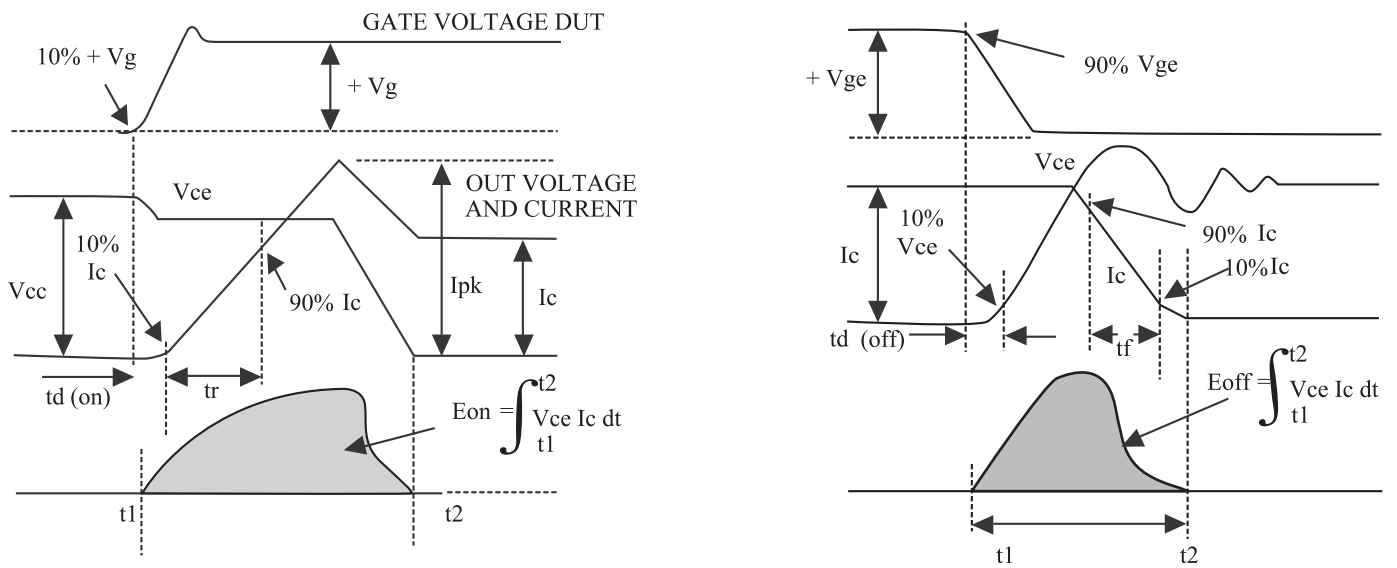 GATE VOLTAGE DUT
10% + Vg
+ Vg
Vce
OUT VOLTAGE
AND CURRENT
10%
Ic
Vcc
90% Ic
Ipk
Ic
td (on)
tr
Eon = ∫ t2
Vce Ic dt
t1
t1
t2
90% Vge
+ Vge
Vce
10%
Vce
90% Ic
Ic
Ic
10% Ic
td (off)
tf
Eoff = ∫ t2
Vce Ic dt
t1
t1
t2